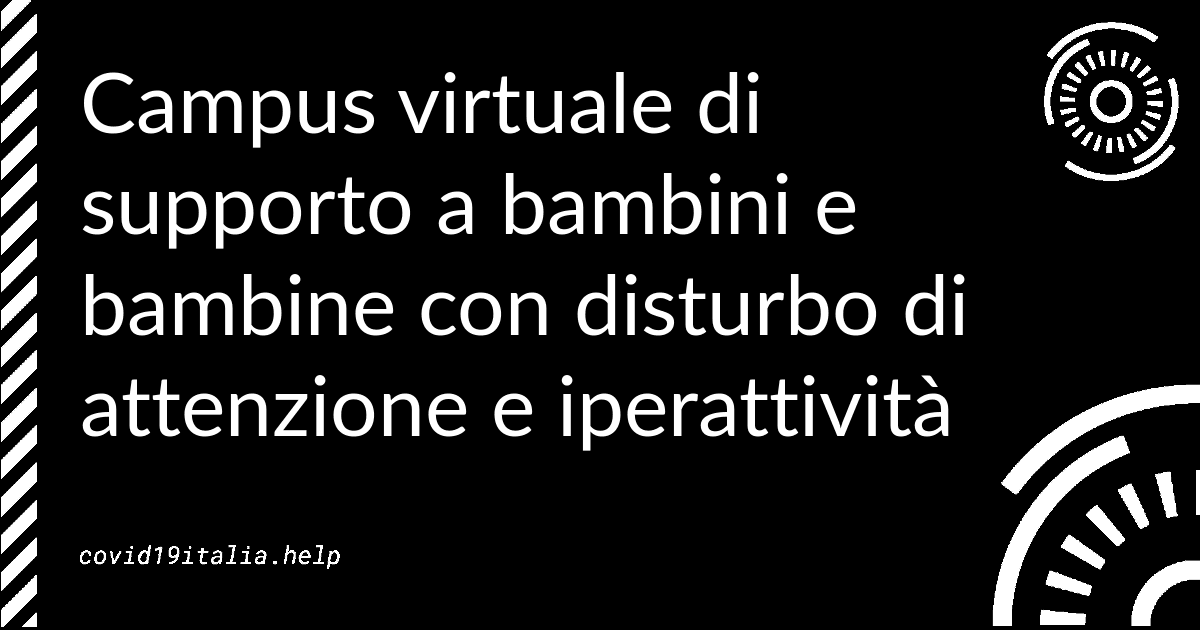 Campus virtuale di
supporto a bambini e
bambine con disturbo di
attenzione e iperattività
covid19italia.help